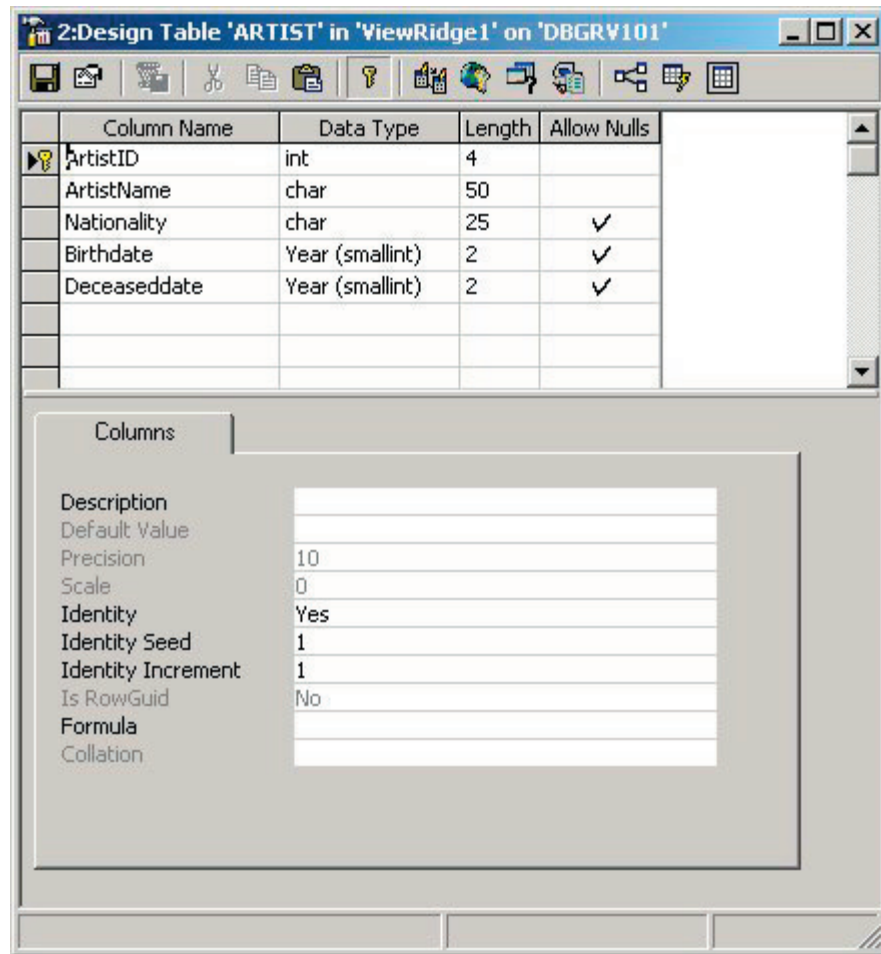 2:Design Table 'ARTIST' in 'ViewRidge1' on 'DBGRV101'
Column Name Data Type Length Allow Nulls
ArtistID int 4
ArtistName char 50
Nationality char 25
Birthdate Year (smallint) 2
Deceaseddate Year (smallint) 2
Columns
Description
Default Value
Precision 10
Scale 0
Identity Yes
Identity Seed 1
Identity Increment 1
Is RowGuid No
Formula
Collation